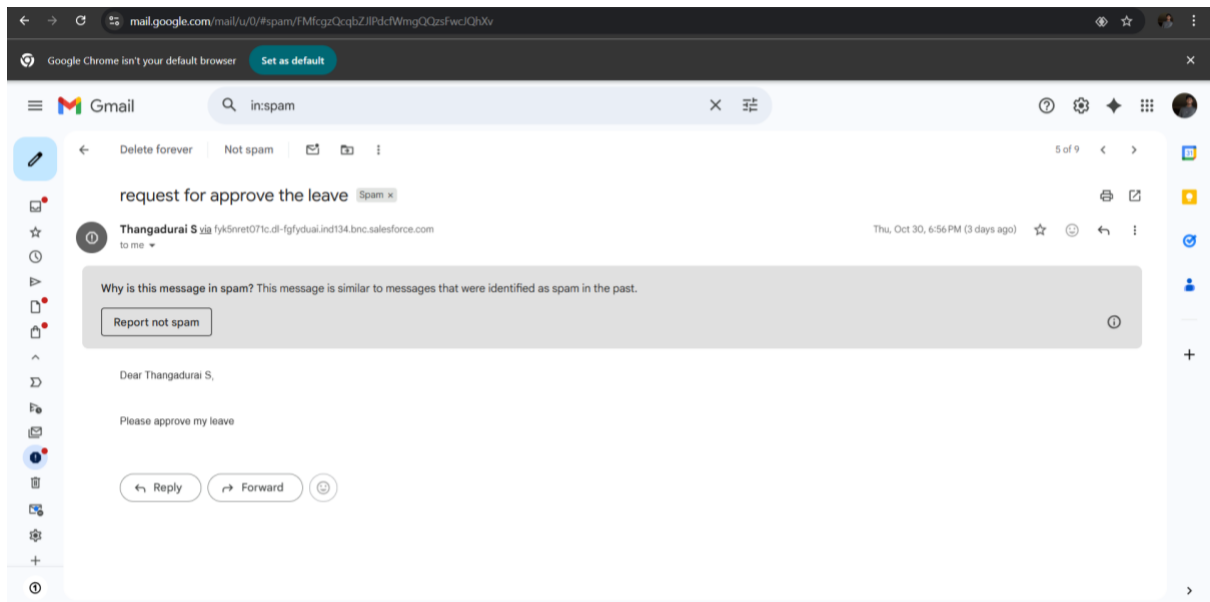 mail.google.com/mail/u/0/#spam/FMfcgzQcqbZJlPdcfWmgQQzsFwcJQhXv
Google Chrome isn't your default browser Set as default
Gmail in:spam
Delete forever Not spam 5 of 9
request for approve the leave Spam ×
Thangadurai S via fyk5nret071c.dl-fgfyduai.ind134.bnc.salesforce.com Thu, Oct 30, 6:56 PM (3 days ago)
to me
Why is this message in spam? This message is similar to messages that were identified as spam in the past.
Report not spam
Dear Thangadurai S,
Please approve my leave
Reply Forward